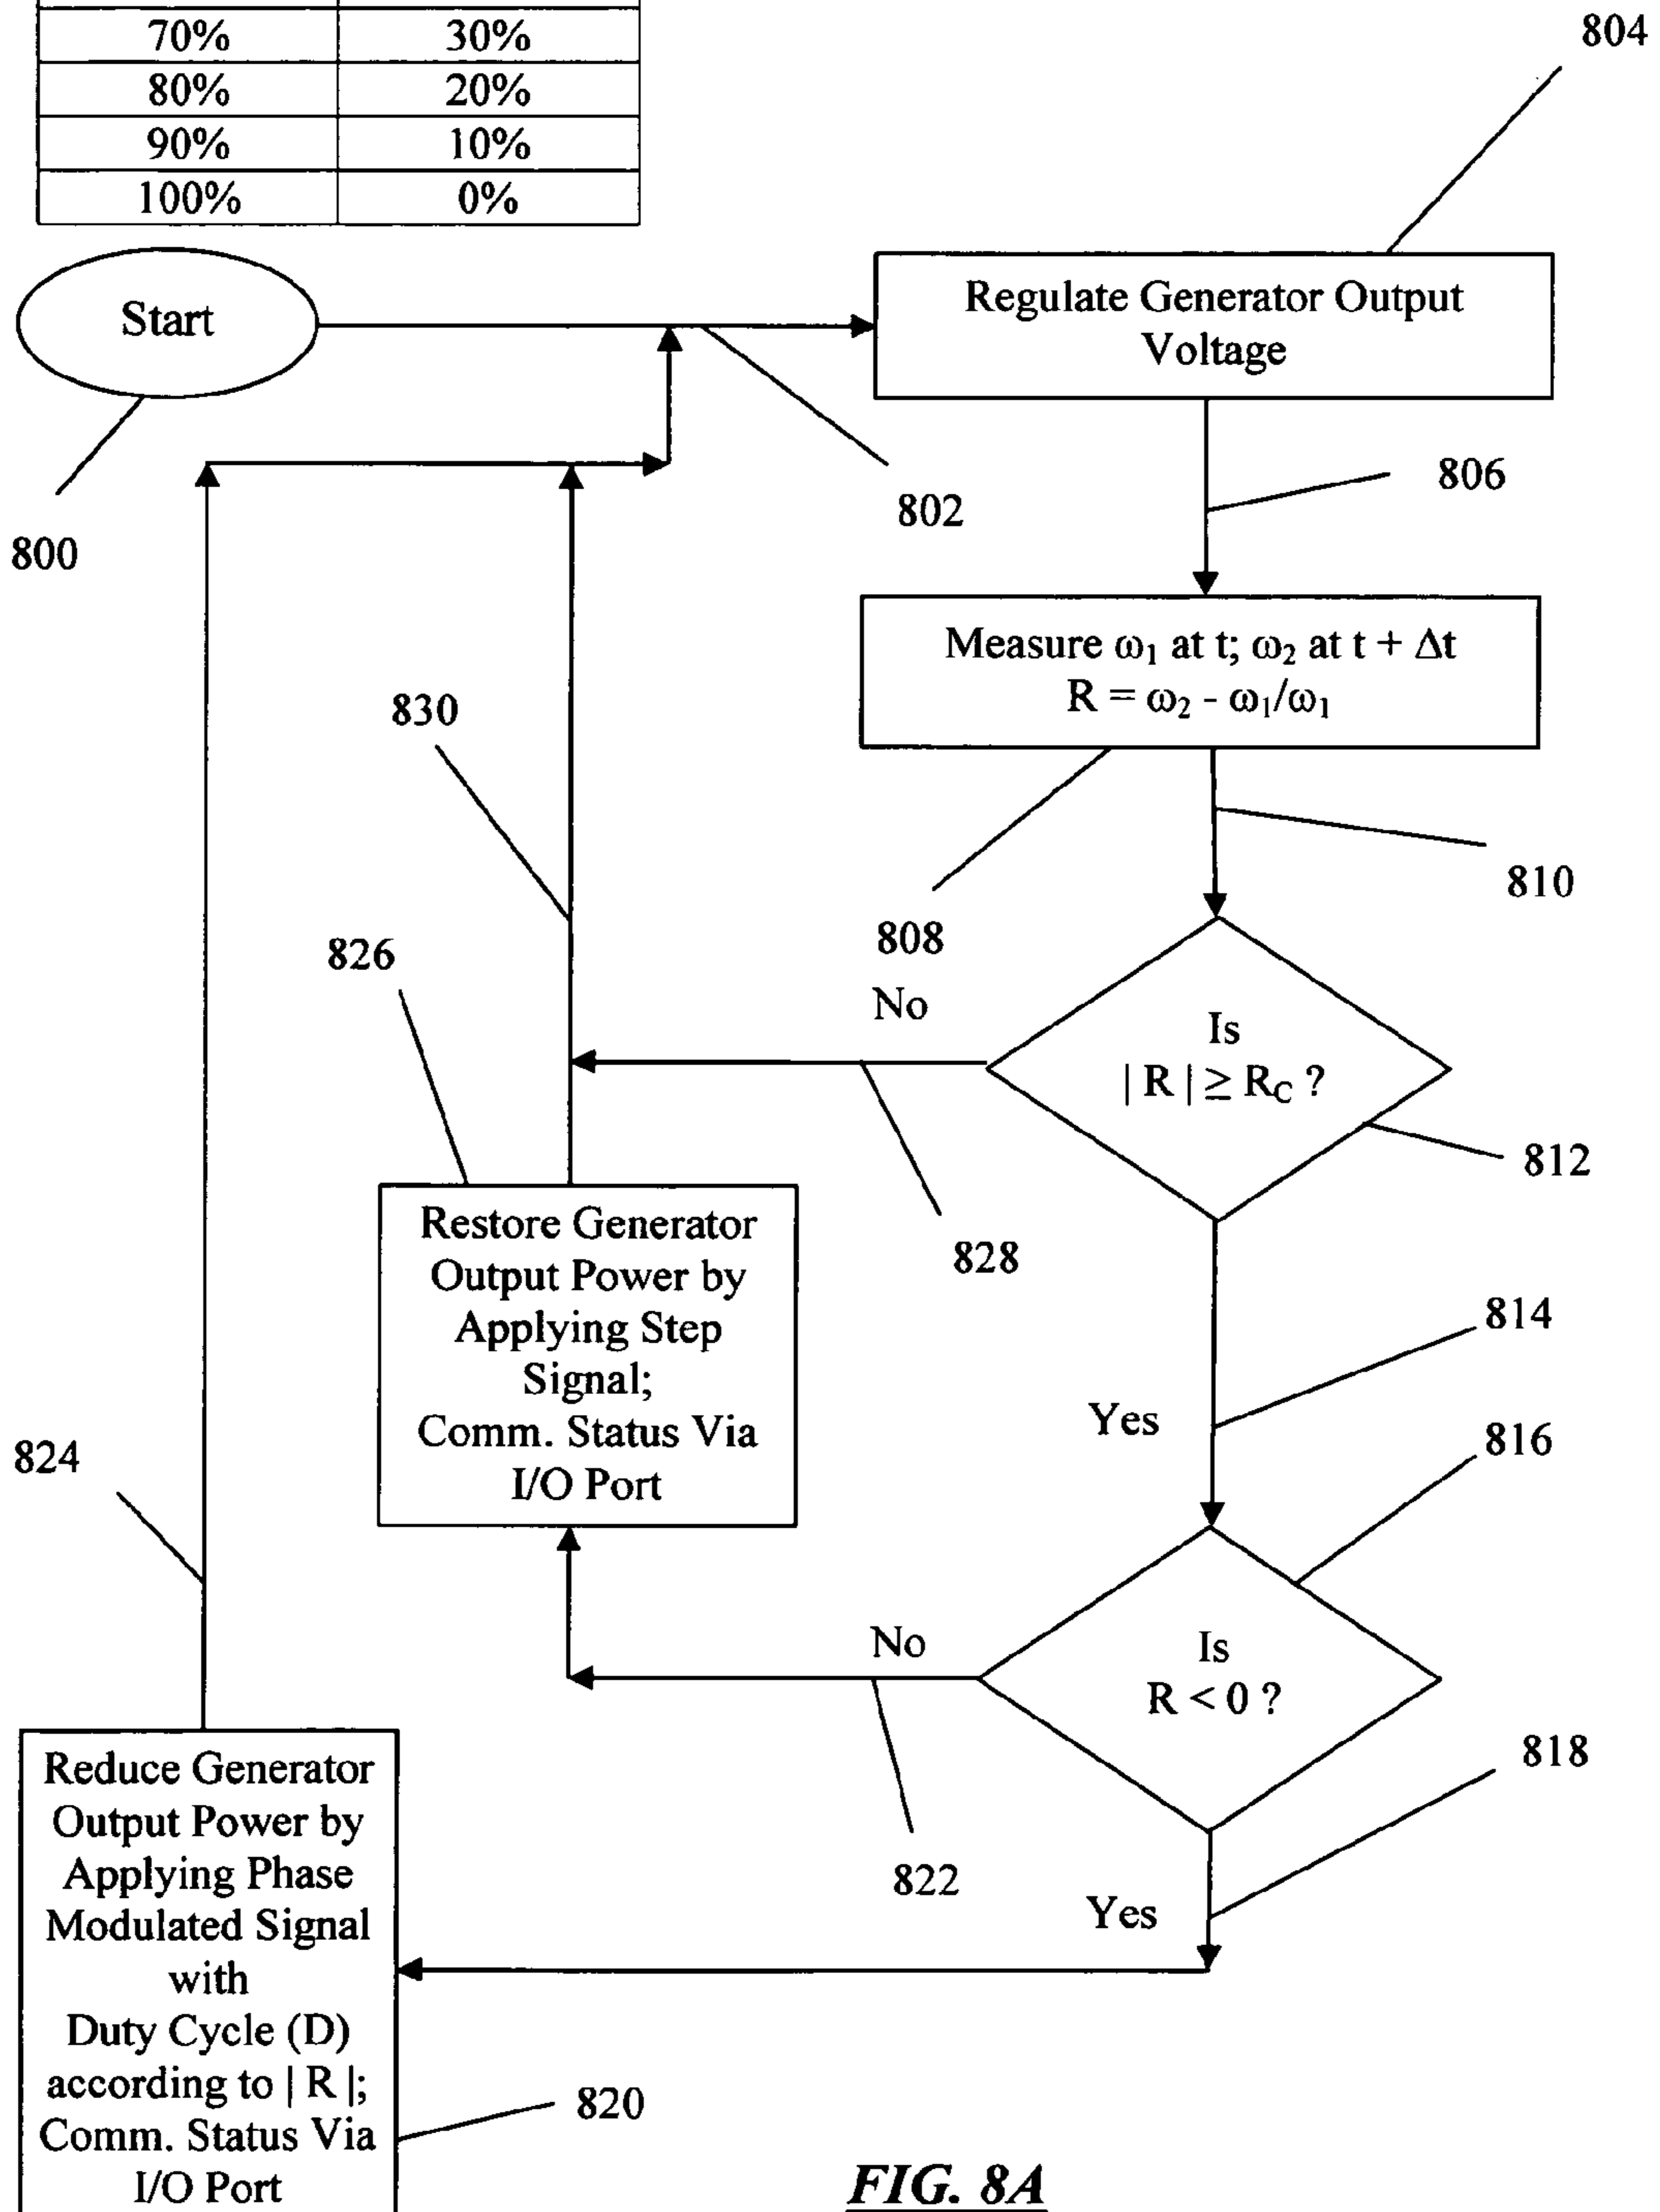 70% 30%
80% 20%
90% 10%
100% 0%
804
Start
Regulate Generator Output
Voltage
800
802
806
Measure ω₁ at t; ω₂ at t + Δt
R = ω₂ - ω₁/ω₁
830
808
810
826
No
Is
| R | ≥ R_C ?
812
Restore Generator
Output Power by
Applying Step
Signal;
Comm. Status Via
I/O Port
828
814
Yes
816
824
No
Is
R < 0 ?
818
822
Yes
Reduce Generator
Output Power by
Applying Phase
Modulated Signal
with
Duty Cycle (D)
according to | R |;
Comm. Status Via
I/O Port
820
FIG. 8A